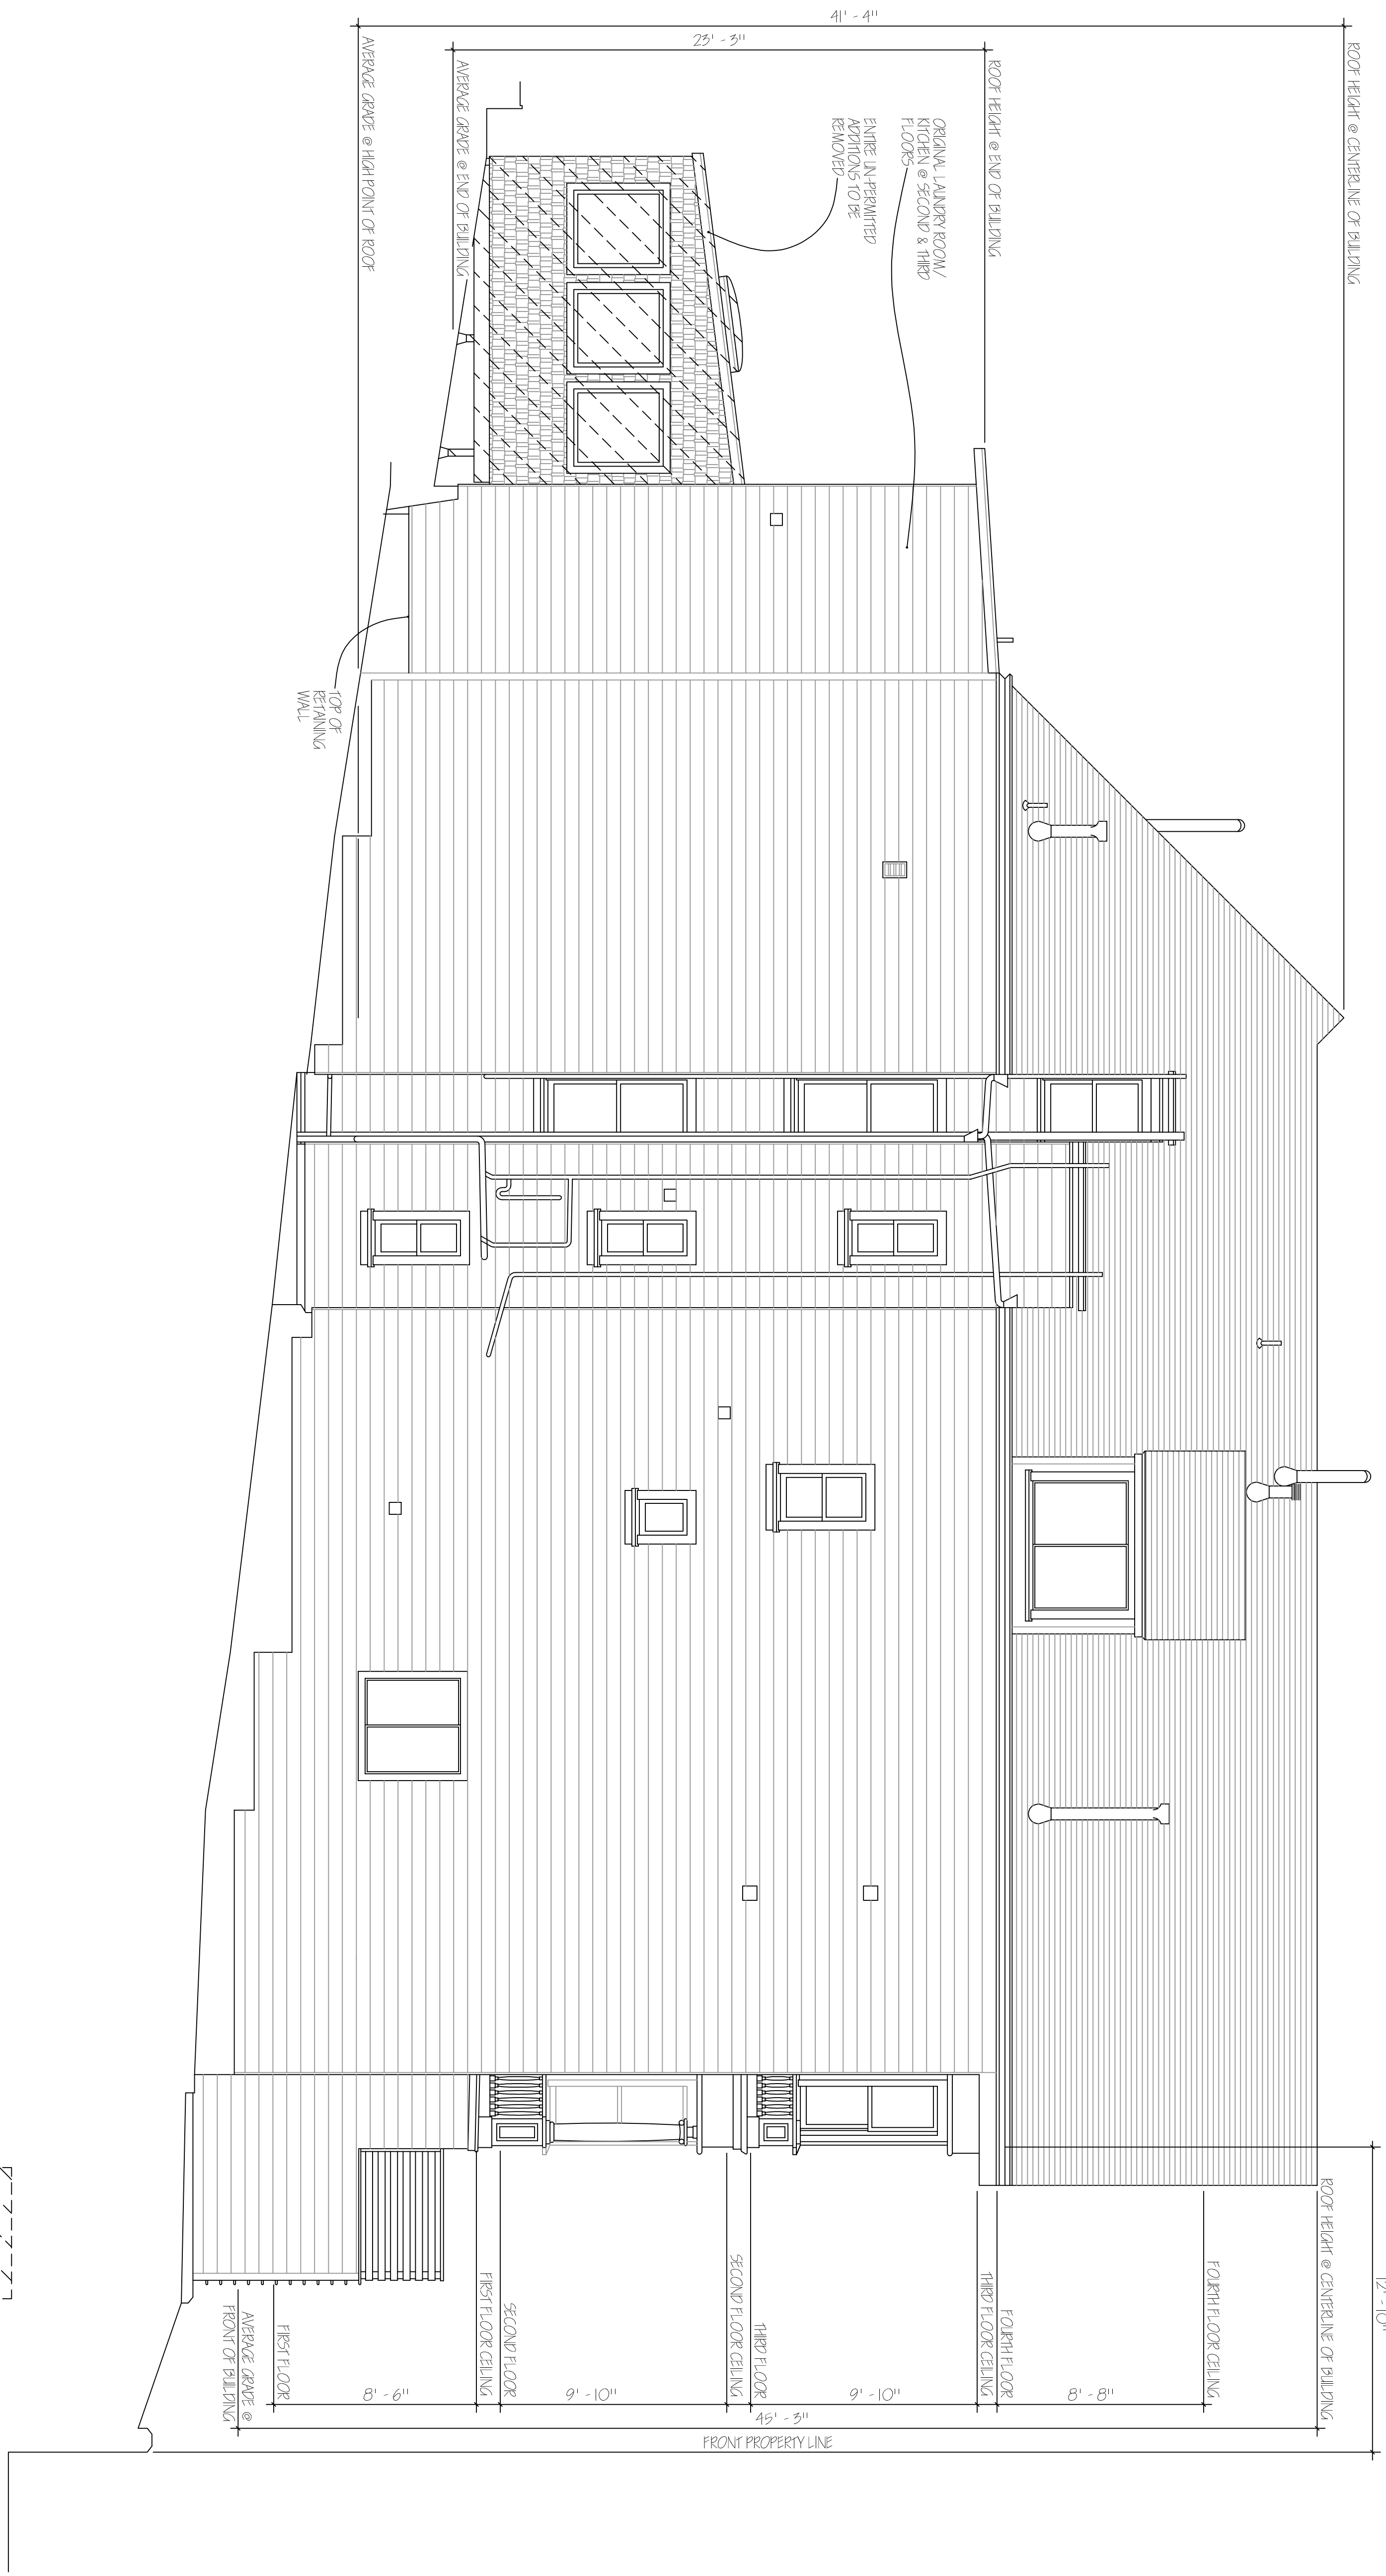 41' - 4"
23' - 3"
ROOF HEIGHT @ CENTERLINE OF BUILDING
ROOF HEIGHT @ END OF BUILDING
ORIGINAL LAUNDRY ROOM/
KITCHEN @ SECOND & THIRD
FLOORS
ENTIRE UN-PERMITTED
ADDITIONS TO BE
REMOVED
AVERAGE GRADE @ END OF BUILDING
AVERAGE GRADE @ HIGH POINT OF ROOF
TOP OF
RETAINING
WALL
12' - 10"
ROOF HEIGHT @ CENTERLINE OF BUILDING
FOURTH FLOOR CEILING
FOURTH FLOOR
THIRD FLOOR CEILING
THIRD FLOOR
SECOND FLOOR CEILING
SECOND FLOOR
FIRST FLOOR CEILING
FIRST FLOOR
AVERAGE GRADE @
FRONT OF BUILDING
8' - 8"
9' - 10"
9' - 10"
8' - 6"
45' - 3"
FRONT PROPERTY LINE